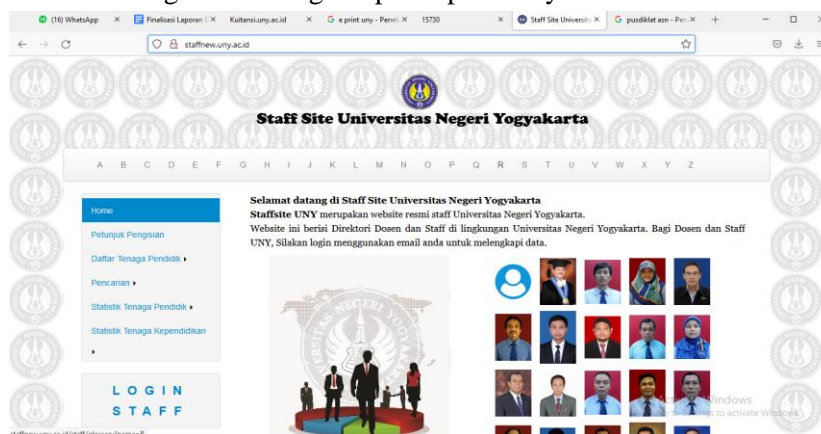 (16) WhatsApp
Finalisasi Laporan
Kuitansi.uny.ac.id
e print uny - Penel
15730
Staff Site Universita
pusdiklat asn - Pen
staffnew.uny.ac.id
Staff Site Universitas Negeri Yogyakarta
A B C D E F G H I J K L M N O P Q R S T U V W X Y Z
Home
Petunjuk Pengisian
Daftar Tenaga Pendidik
Pencarian
Statistik Tenaga Pendidik
Statistik Tenaga Kependidikan
LOGIN
STAFF
Selamat datang di Staff Site Universitas Negeri Yogyakarta
Staffsite UNY merupakan website resmi staff Universitas Negeri Yogyakarta.
Website ini berisi Direktori Dosen dan Staff di lingkungan Universitas Negeri Yogyakarta. Bagi Dosen dan Staff
UNY, Silakan login menggunakan email anda untuk melengkapi data.
Windows
to activate Windows